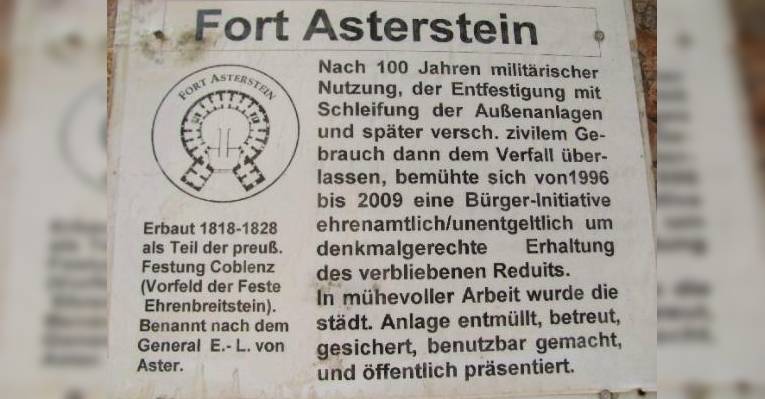 Fort Asterstein
FORT ASTERSTEIN
Erbaut 1818-1828
als Teil der preuß.
Festung Coblenz
(Vorfeld der Feste
Ehrenbreitstein).
Benannt nach dem
General E.- L. von
Aster.
Nach 100 Jahren militärischer
Nutzung, der Entfestigung mit
Schleifung der Außenanlagen
und später versch. zivilem Ge-
brauch dann dem Verfall über-
lassen, bemühte sich von1996
bis 2009 eine Bürger-Initiative
ehrenamtlich/unentgeltlich um
denkmalgerechte Erhaltung
des verbliebenen Reduits.
In mühevoller Arbeit wurde die
städt. Anlage entmüllt, betreut,
gesichert, benutzbar gemacht,
und öffentlich präsentiert.